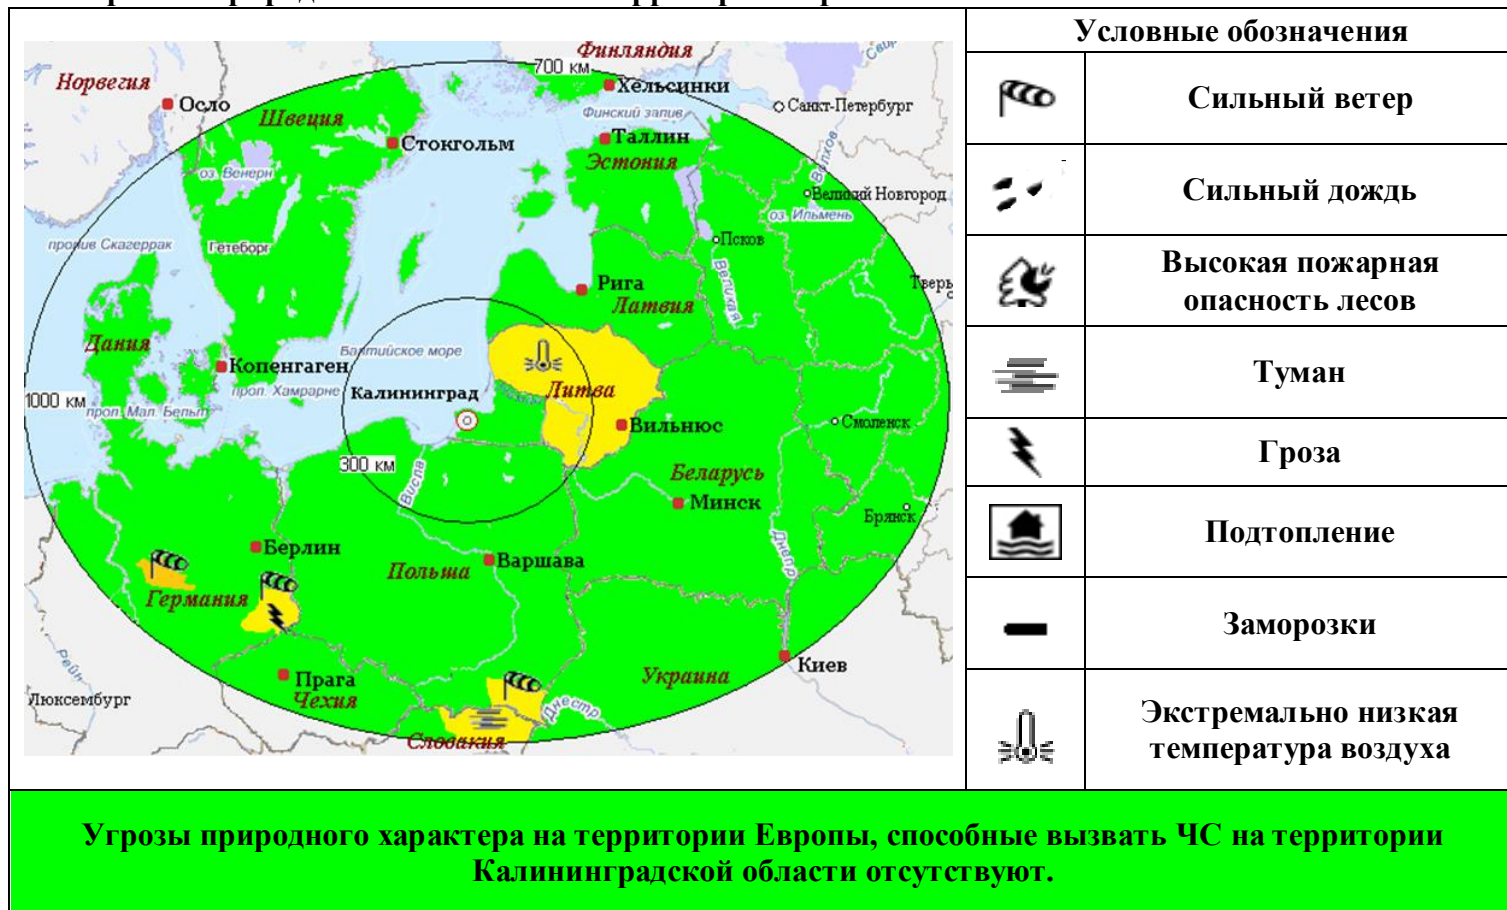 Условные обозначения
Сильный ветер
Сильный дождь
Высокая пожарная
опасность лесов
Туман
Гроза
Подтопление
Заморозки
Экстремально низкая
температура воздуха
Финляндия
700 км
Норвегия
Осло
Хельсинки
Санкт-Петербург
Швеция
Финский залив
Стокгольм
Таллин
Эстония
Волхов
оз. Венерн
Великий Новгород
оз. Ильмень
пролив Скагеррак
Гетеборг
Псков
Великая
Тверь
Рига
Латвия
Дания
Балтийское море
Копенгаген
Калининград
Литва
прол. Хамрарне
1000 км
прол. Мал. Бельт
Вильнюс
Смоленск
300 км
Висла
Беларусь
Минск
Брянск
Берлин
Варшава
Днепр
Польша
Германия
Рейн
Украина
Киев
Прага
Чехия
Люксембург
Днестр
Словакия
Угрозы природного характера на территории Европы, способные вызвать ЧС на территории
Калининградской области отсутствуют.